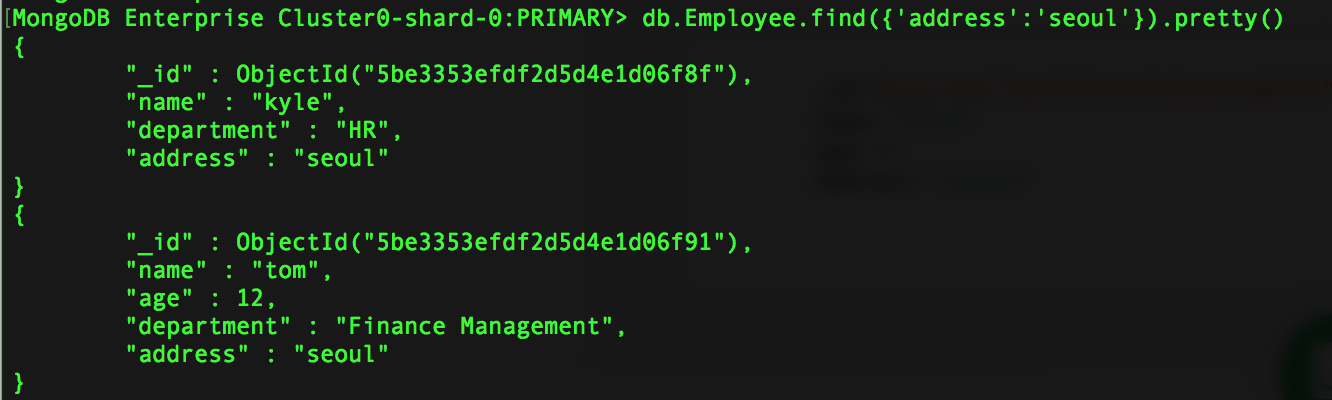 [MongoDB Enterprise Cluster0-shard-0:PRIMARY> db.Employee.find({'address':'seoul'}).pretty()
{
"_id" : ObjectId("5be3353efdf2d5d4e1d06f8f"),
"name" : "kyle",
"department" : "HR",
"address" : "seoul"
}
{
"_id" : ObjectId("5be3353efdf2d5d4e1d06f91"),
"name" : "tom",
"age" : 12,
"department" : "Finance Management",
"address" : "seoul"
}